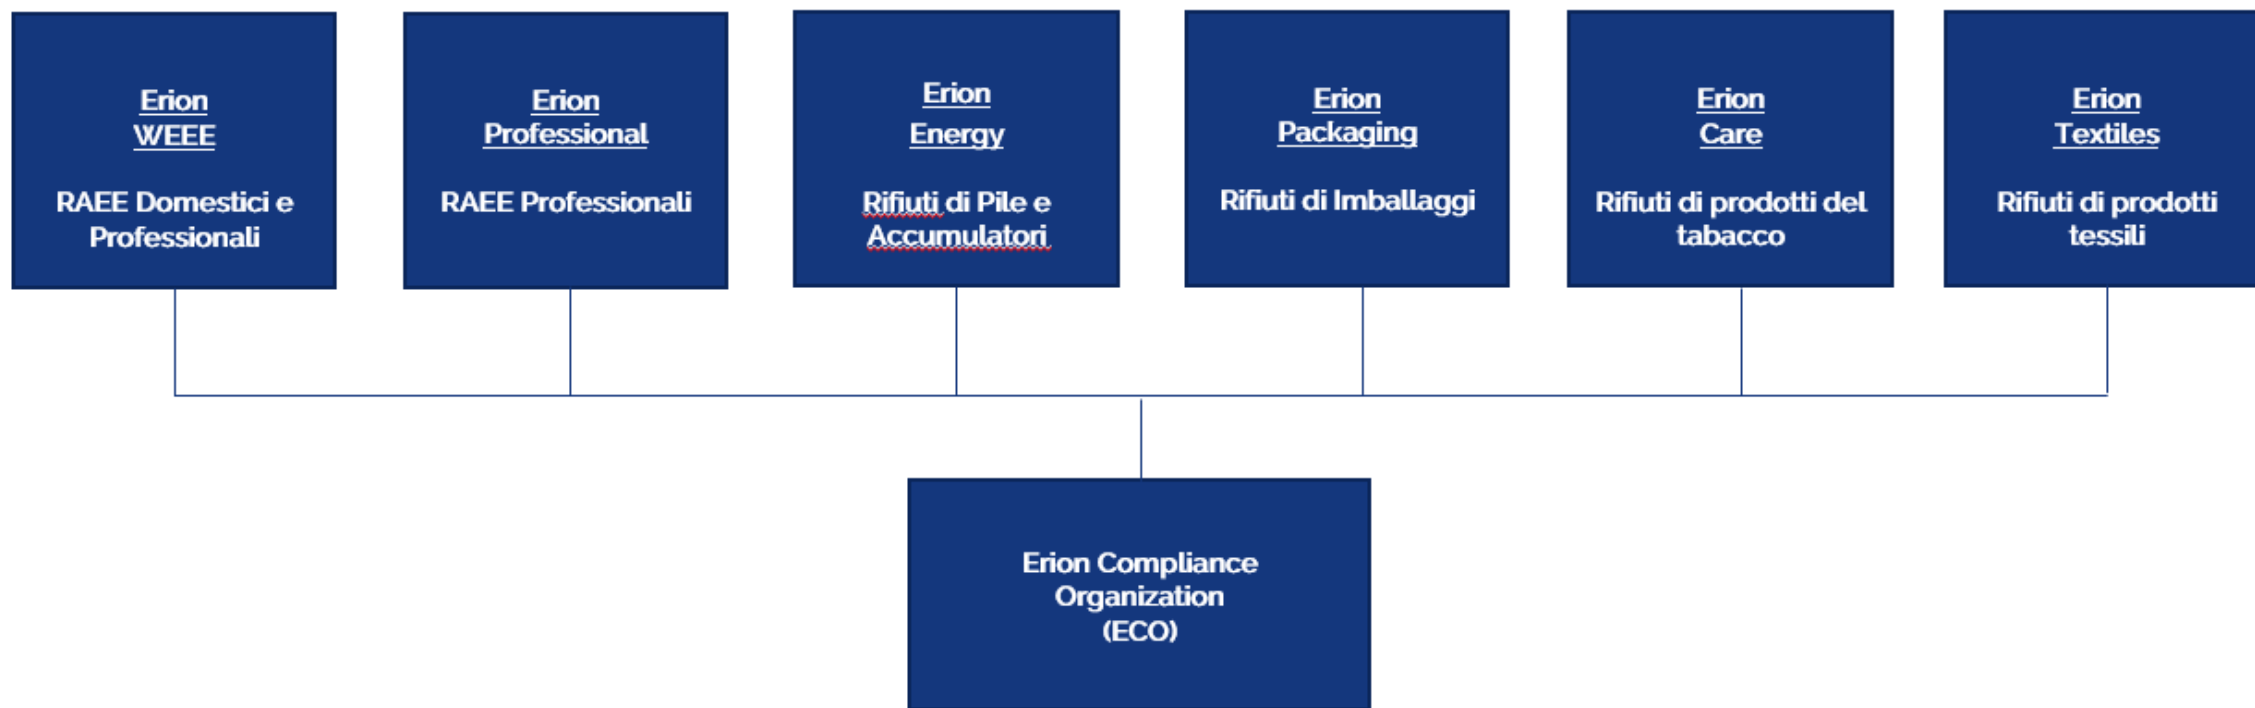 Erion
WEEE
RAEE Domestici e
Professionali
Erion
Professional
RAEE Professionali
Erion
Energy
Rifiuti di Pile e
Accumulatori
Erion
Packaging
Rifiuti di Imballaggi
Erion
Care
Rifiuti di prodotti del
tabacco
Erion
Textiles
Rifiuti di prodotti
tessili
Erion Compliance
Organization
(ECO)